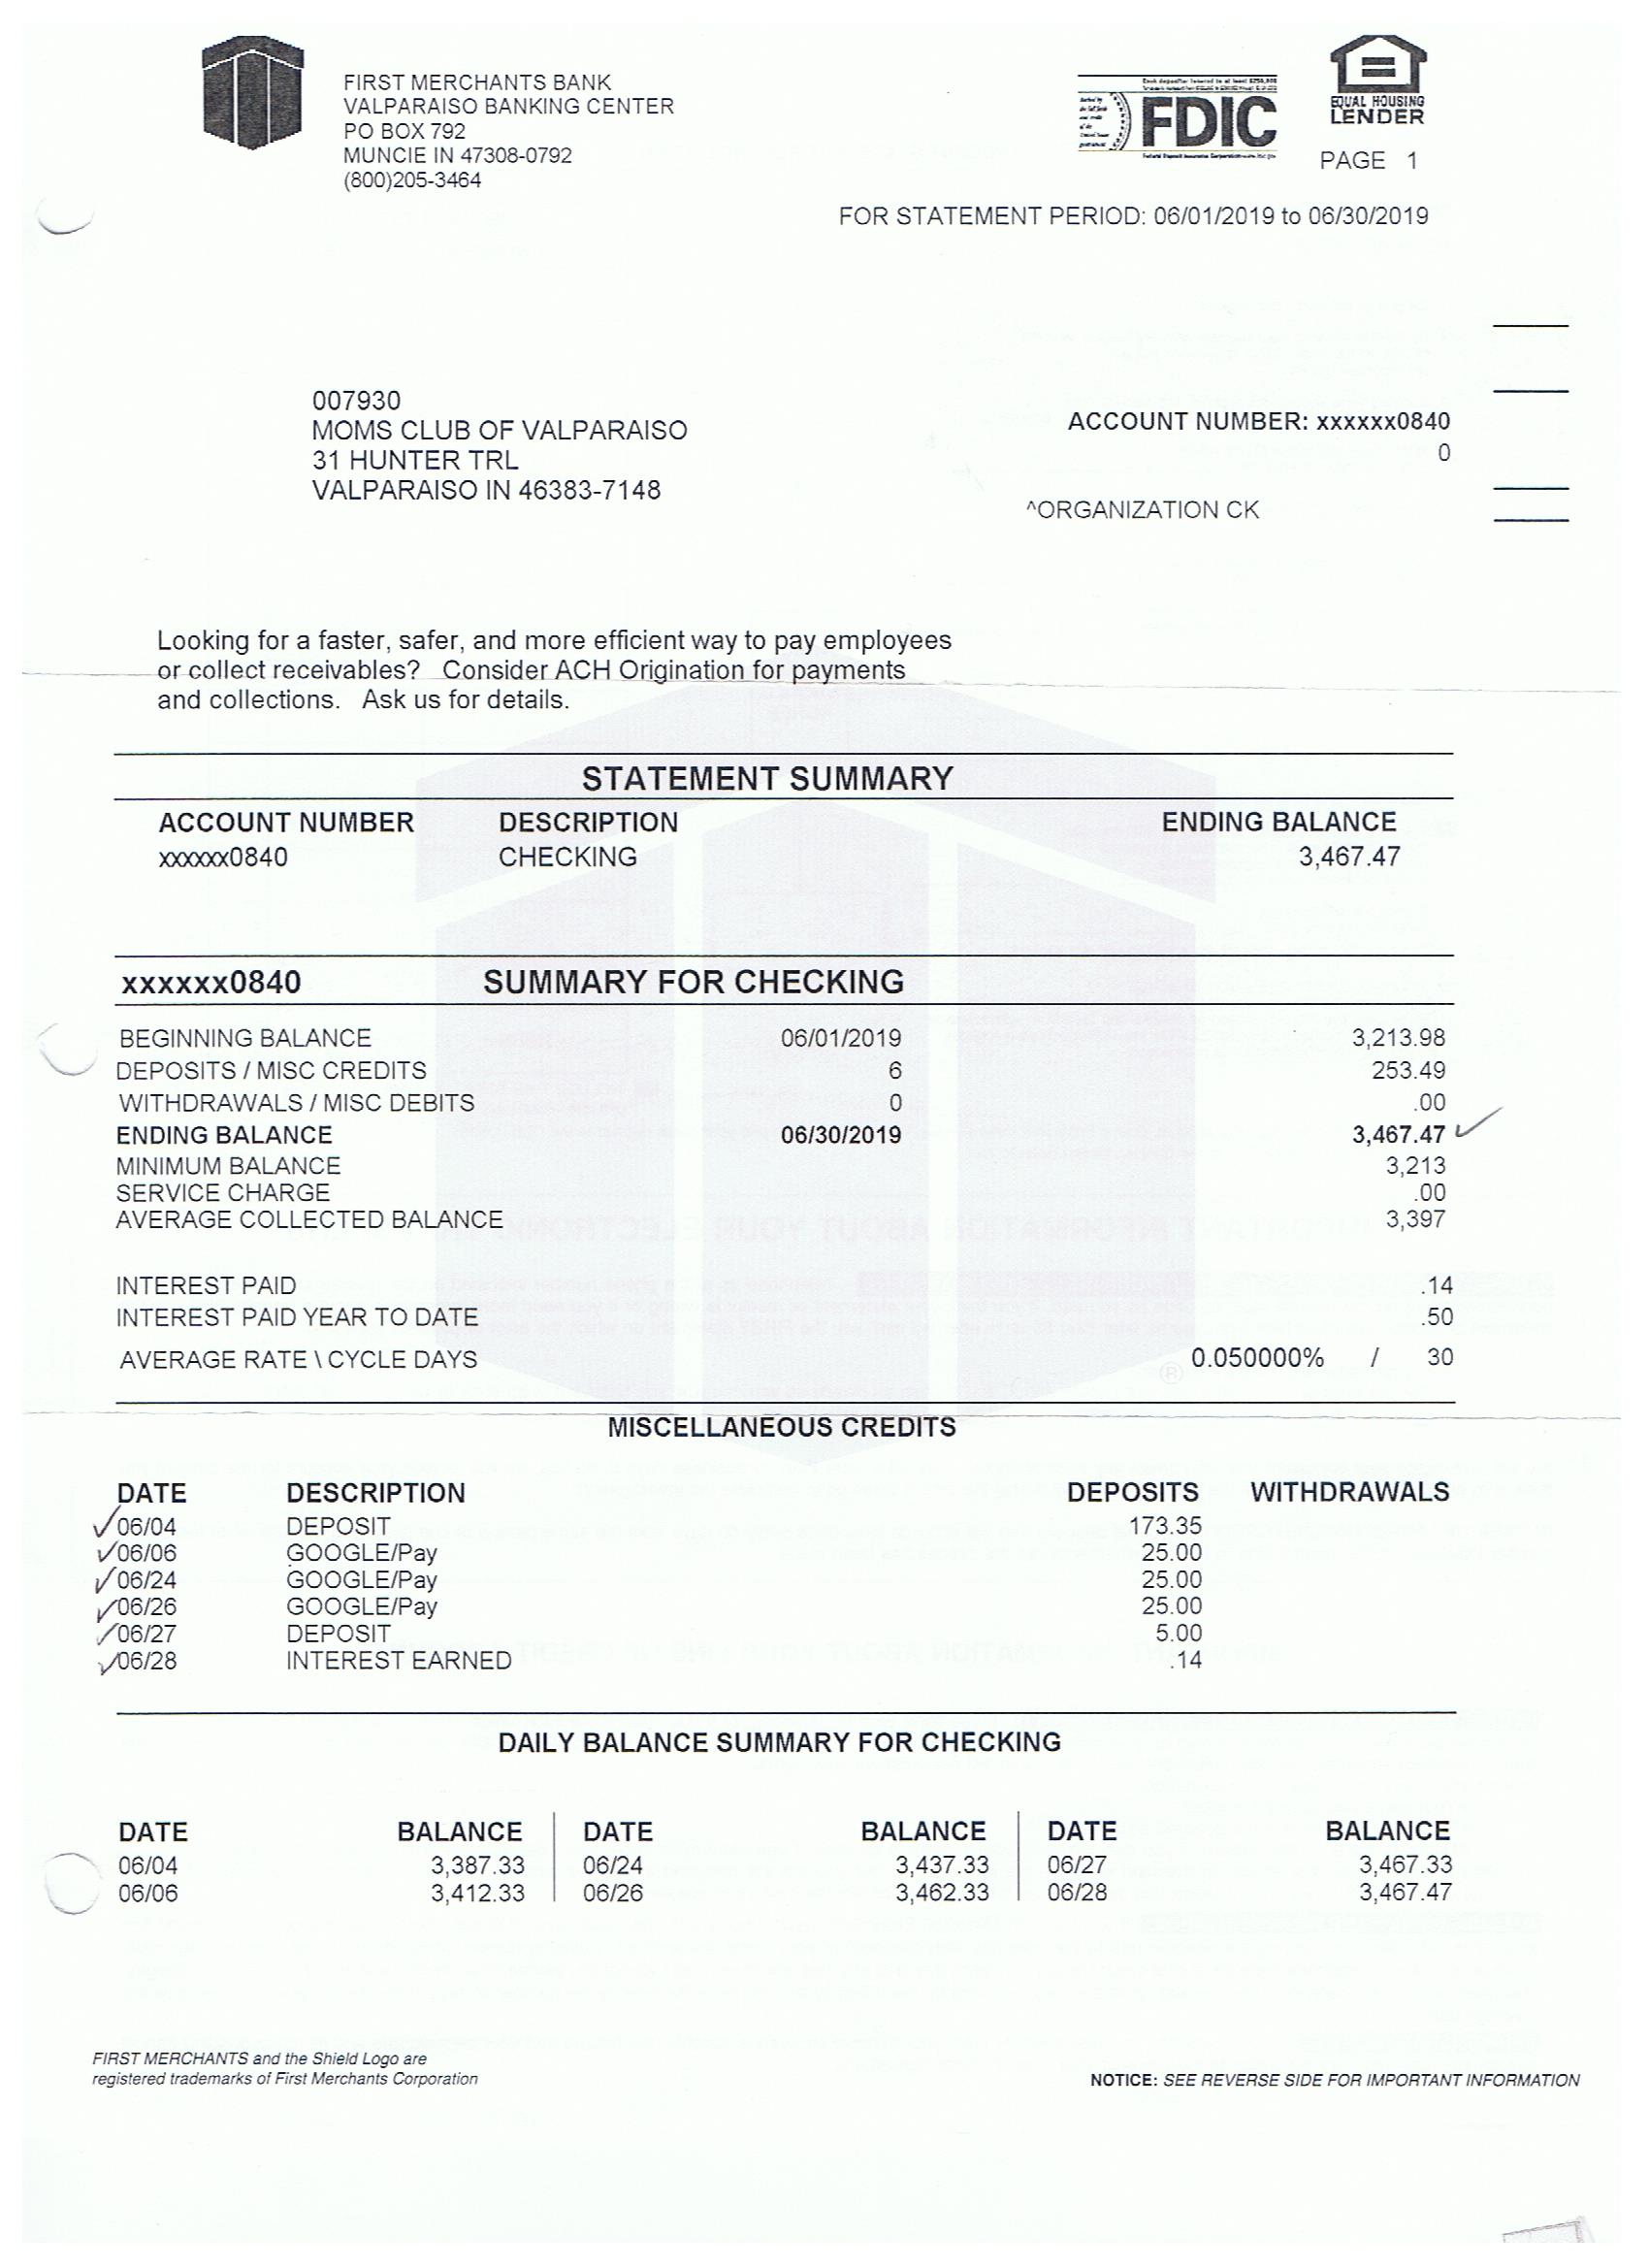 FIRST MERCHANTS BANK
VALPARAISO BANKING CENTER
PO BOX 792
MUNCIE IN 47308-0792
(800)205-3464
FDIC
EQUAL HOUSING
LENDER
PAGE 1
FOR STATEMENT PERIOD: 06/01/2019 to 06/30/2019
007930
MOMS CLUB OF VALPARAISO
31 HUNTER TRL
VALPARAISO IN 46383-7148
ACCOUNT NUMBER: xxxxxx0840
0
^ORGANIZATION CK
Looking for a faster, safer, and more efficient way to pay employees
or collect receivables? Consider ACH Origination for payments
and collections. Ask us for details.
STATEMENT SUMMARY
ACCOUNT NUMBER DESCRIPTION ENDING BALANCE
xxxxxx0840 CHECKING 3,467.47
xxxxxx0840 SUMMARY FOR CHECKING
BEGINNING BALANCE 06/01/2019 3,213.98
DEPOSITS / MISC CREDITS 6 253.49
WITHDRAWALS / MISC DEBITS 0 .00
ENDING BALANCE 06/30/2019 3,467.47
MINIMUM BALANCE 3,213
SERVICE CHARGE .00
AVERAGE COLLECTED BALANCE 3,397
INTEREST PAID .14
INTEREST PAID YEAR TO DATE .50
AVERAGE RATE \ CYCLE DAYS 0.050000% / 30
MISCELLANEOUS CREDITS
DATE DESCRIPTION DEPOSITS WITHDRAWALS
06/04 DEPOSIT 173.35
06/06 GOOGLE/Pay 25.00
06/24 GOOGLE/Pay 25.00
06/26 GOOGLE/Pay 25.00
06/27 DEPOSIT 5.00
06/28 INTEREST EARNED .14
DAILY BALANCE SUMMARY FOR CHECKING
DATE BALANCE DATE BALANCE DATE BALANCE
06/04 3,387.33 06/24 3,437.33 06/27 3,467.33
06/06 3,412.33 06/26 3,462.33 06/28 3,467.47
FIRST MERCHANTS and the Shield Logo are
registered trademarks of First Merchants Corporation
NOTICE: SEE REVERSE SIDE FOR IMPORTANT INFORMATION